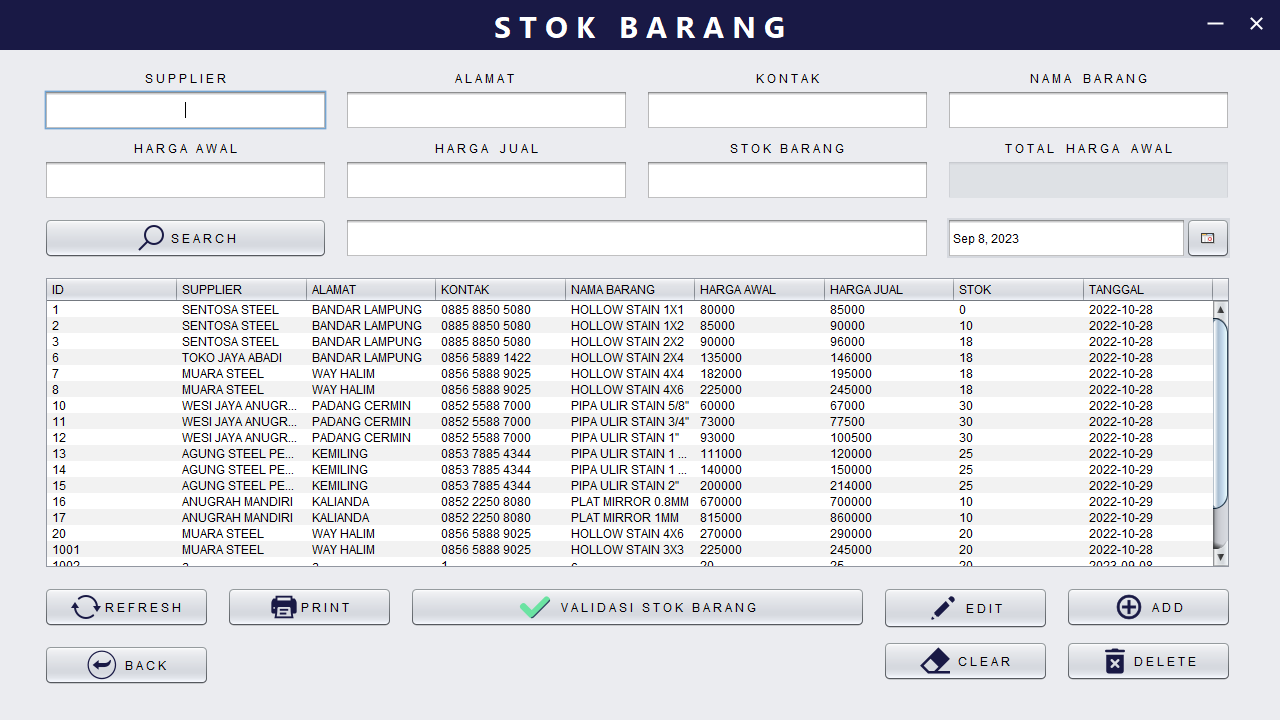 STOK BARANG
SUPPLIER ALAMAT KONTAK NAMA BARANG
HARGA AWAL HARGA JUAL STOK BARANG TOTAL HARGA AWAL
SEARCH Sep 8, 2023
ID SUPPLIER ALAMAT KONTAK NAMA BARANG HARGA AWAL HARGA JUAL STOK TANGGAL
1 SENTOSA STEEL BANDAR LAMPUNG 0885 8850 5080 HOLLOW STAIN 1X1 80000 85000 0 2022-10-28
2 SENTOSA STEEL BANDAR LAMPUNG 0885 8850 5080 HOLLOW STAIN 1X2 85000 90000 10 2022-10-28
3 SENTOSA STEEL BANDAR LAMPUNG 0885 8850 5080 HOLLOW STAIN 2X2 90000 96000 18 2022-10-28
6 TOKO JAYA ABADI BANDAR LAMPUNG 0856 5889 1422 HOLLOW STAIN 2X4 135000 146000 18 2022-10-28
7 MUARA STEEL WAY HALIM 0856 5888 9025 HOLLOW STAIN 4X4 182000 195000 18 2022-10-28
8 MUARA STEEL WAY HALIM 0856 5888 9025 HOLLOW STAIN 4X6 225000 245000 18 2022-10-28
10 WESI JAYA ANUGR... PADANG CERMIN 0852 5588 7000 PIPA ULIR STAIN 5/8" 60000 67000 30 2022-10-28
11 WESI JAYA ANUGR... PADANG CERMIN 0852 5588 7000 PIPA ULIR STAIN 3/4" 73000 77500 30 2022-10-28
12 WESI JAYA ANUGR... PADANG CERMIN 0852 5588 7000 PIPA ULIR STAIN 1" 93000 100500 30 2022-10-28
13 AGUNG STEEL PE... KEMILING 0853 7885 4344 PIPA ULIR STAIN 1 ... 111000 120000 25 2022-10-29
14 AGUNG STEEL PE... KEMILING 0853 7885 4344 PIPA ULIR STAIN 1 ... 140000 150000 25 2022-10-29
15 AGUNG STEEL PE... KEMILING 0853 7885 4344 PIPA ULIR STAIN 2" 200000 214000 25 2022-10-29
16 ANUGRAH MANDIRI KALIANDA 0852 2250 8080 PLAT MIRROR 0.8MM 670000 700000 10 2022-10-29
17 ANUGRAH MANDIRI KALIANDA 0852 2250 8080 PLAT MIRROR 1MM 815000 860000 10 2022-10-29
20 MUARA STEEL WAY HALIM 0856 5888 9025 HOLLOW STAIN 4X6 270000 290000 20 2022-10-28
1001 MUARA STEEL WAY HALIM 0856 5888 9025 HOLLOW STAIN 3X3 225000 245000 20 2022-10-28
1002 1 20 25 20 2023-09-08
REFRESH PRINT VALIDASI STOK BARANG EDIT ADD
BACK CLEAR DELETE